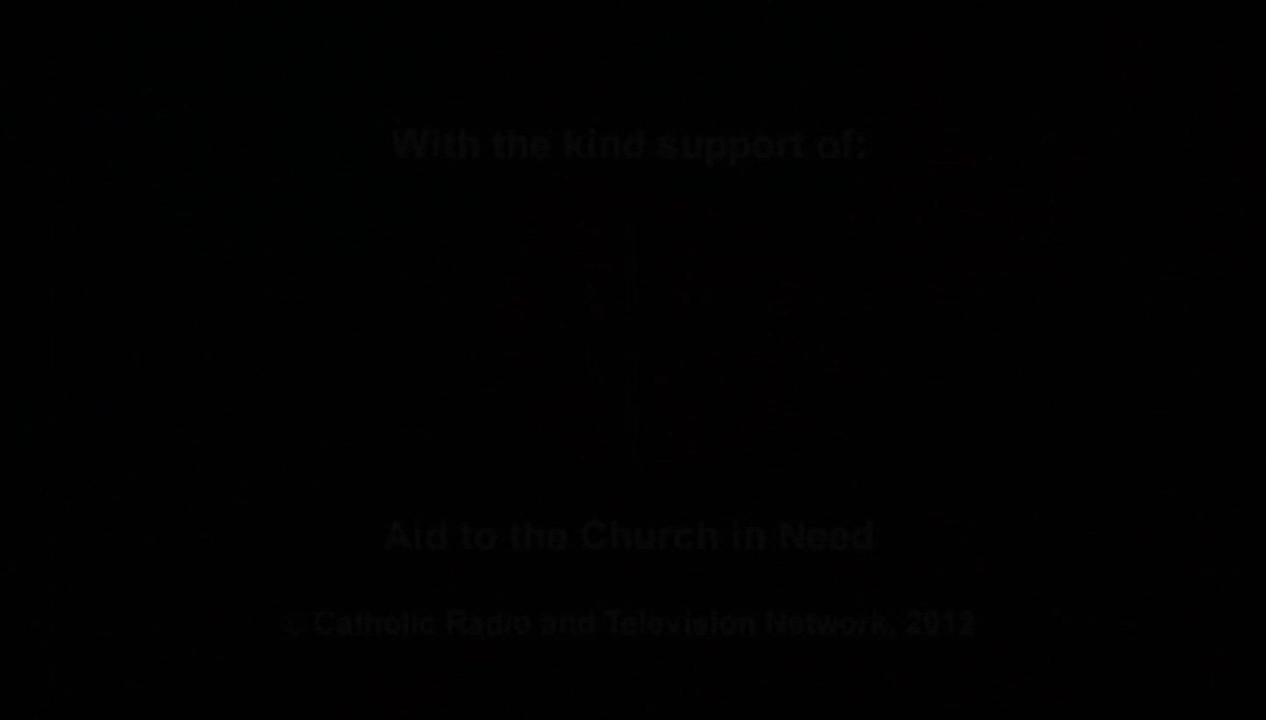 With the kind support of:
Aid to the Church in Need
© Catholic Radio and Television Network, 2012